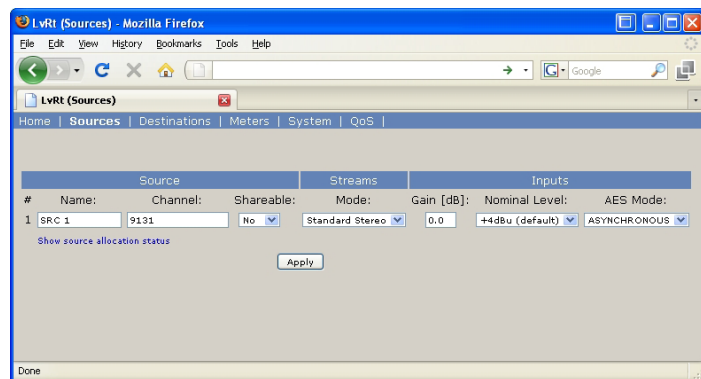 LvRt (Sources) - Mozilla Firefox
File Edit View History Bookmarks Tools Help
G Google
LvRt (Sources)
Home | Sources | Destinations | Meters | System | QoS |
Source Streams Inputs
# Name: Channel: Shareable: Mode: Gain [dB]: Nominal Level: AES Mode:
1 SRC 1 9131 No Standard Stereo 0.0 +4dBu (default) ASYNCHRONOUS
Show source allocation status
Apply
Done